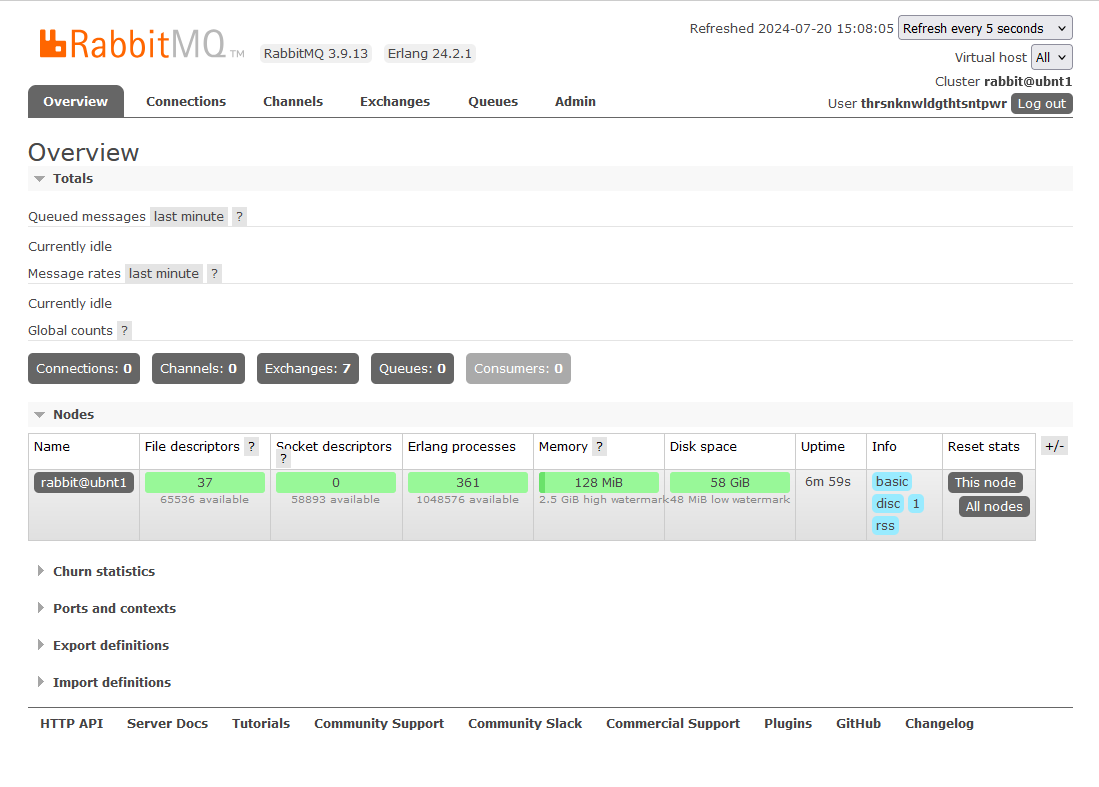 RabbitMQ TM RabbitMQ 3.9.13 Erlang 24.2.1
Refreshed 2024-07-20 15:08:05 Refresh every 5 seconds
Virtual host All
Cluster rabbit@ubnt1
User thrsnknwldgthtsntpwr Log out
Overview Connections Channels Exchanges Queues Admin
Overview
Totals
Queued messages last minute ?
Currently idle
Message rates last minute ?
Currently idle
Global counts ?
Connections: 0 Channels: 0 Exchanges: 7 Queues: 0 Consumers: 0
Nodes
Name File descriptors ? Socket descriptors ? Erlang processes Memory ? Disk space Uptime Info Reset stats +/-
rabbit@ubnt1 37 0 361 128 MiB 58 GiB 6m 59s basic This node
65536 available 58893 available 1048576 available 2.5 GiB high watermark 48 MiB low watermark disc 1 All nodes
rss
Churn statistics
Ports and contexts
Export definitions
Import definitions
HTTP API Server Docs Tutorials Community Support Community Slack Commercial Support Plugins GitHub Changelog